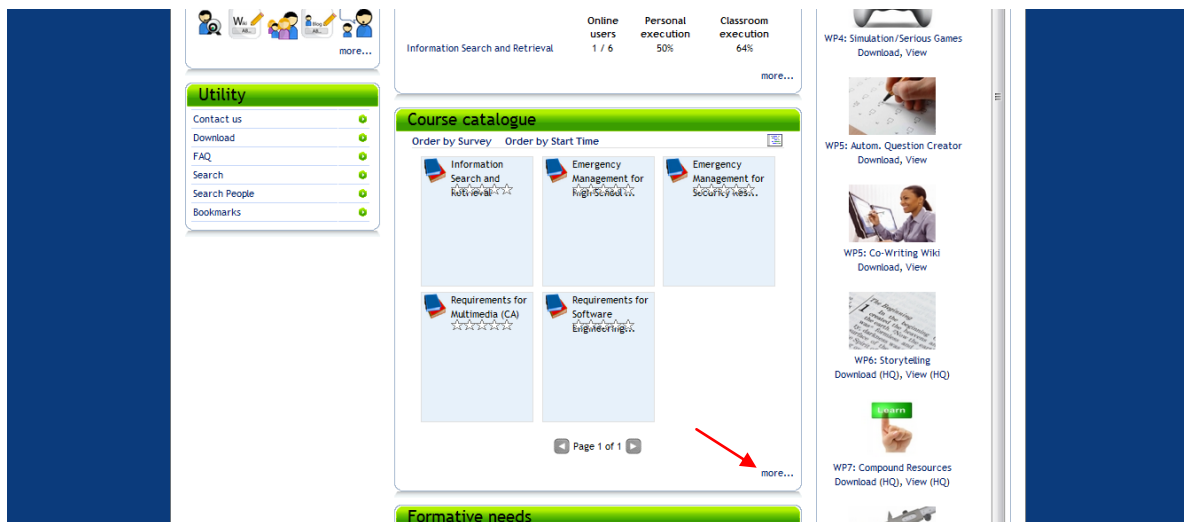 more...
Utility
Contact us
Download
FAQ
Search
Search People
Bookmarks
Online users
Personal execution
Classroom execution
Information Search and Retrieval 1 / 6 50% 64%
more...
Course catalogue
Order by Survey Order by Start Time
Information
Search and
Retrieval
Emergency
Management for
High School ...
Emergency
Management for
Security Res...
Requirements for
Multimedia (CA)
Requirements for
Software
Engineering...
Page 1 of 1
more...
Formative needs
WP4: Simulation/Serious Games
Download, View
WP5: Autom. Question Creator
Download, View
WP5: Co-Writing Wiki
Download, View
The Beginning
WP6: Storytelling
Download (HQ), View (HQ)
Learn
WP7: Compound Resources
Download (HQ), View (HQ)